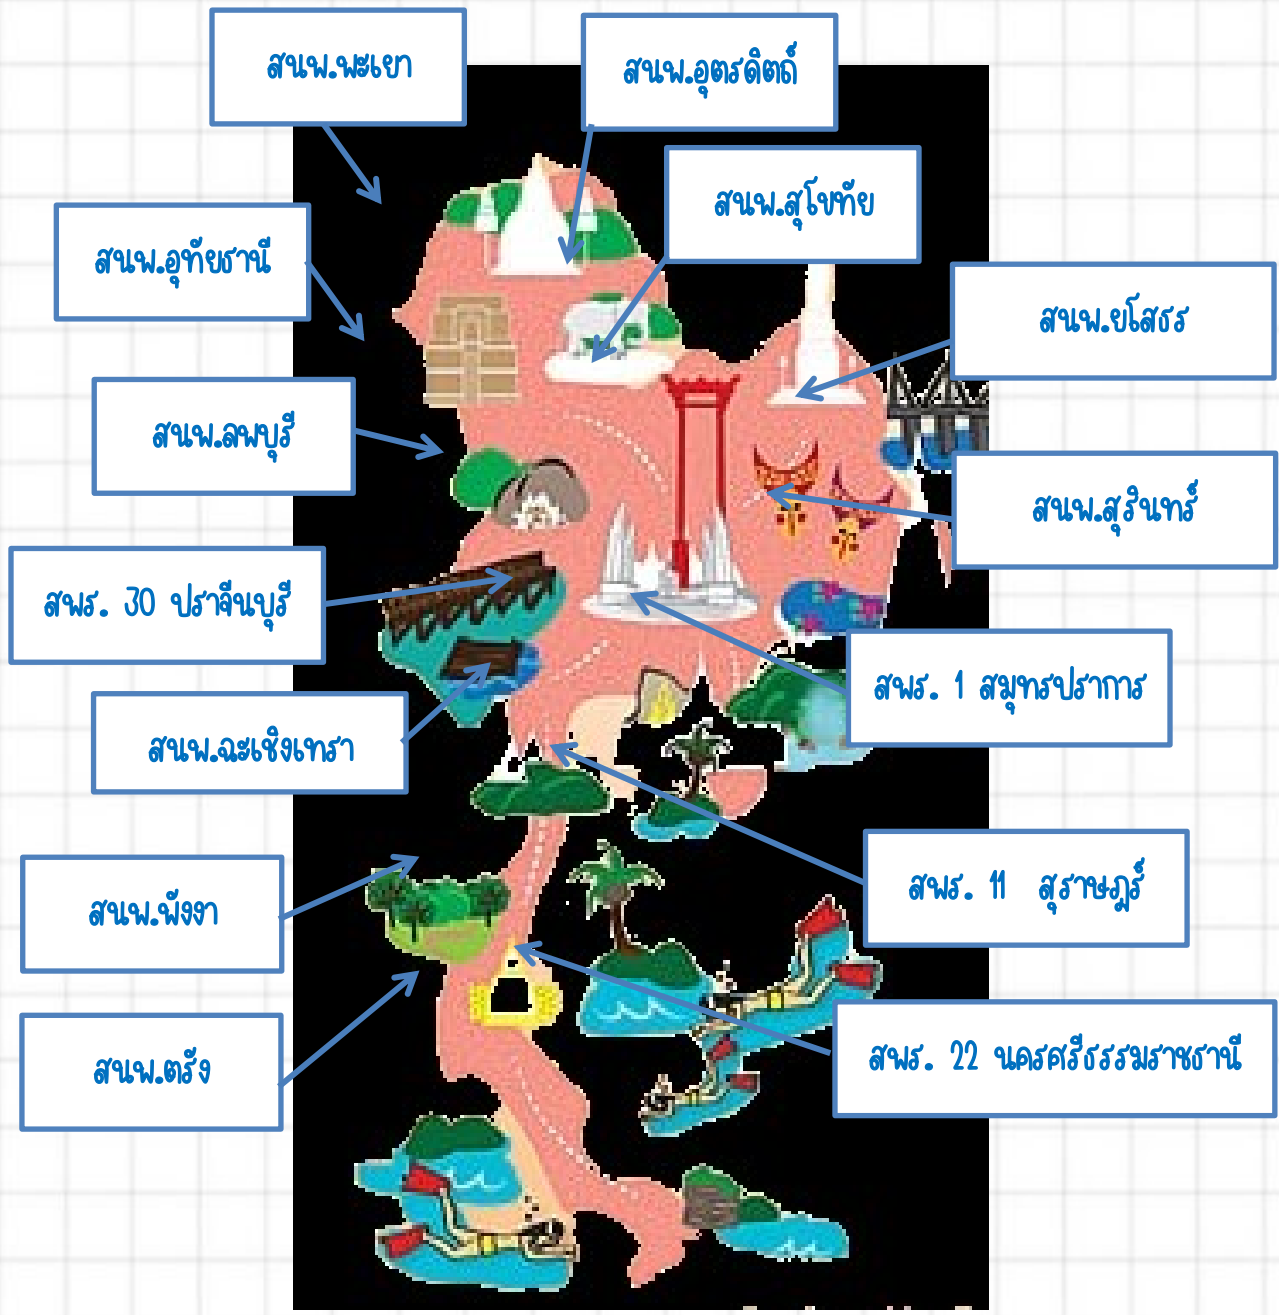 สนพ.พะเยา
สนพ.อุตรดิตถ์
สนพ.สุโขทัย
สนพ.อุทัยธานี
สนพ.ยโสธร
สนพ.ลพบุรี
สนพ.สุรินทร์
สพร. 30 ปราจีนบุรี
สพร. 1 สมุทรปราการ
สนพ.ฉะเชิงเทรา
สพร. 11 สุราษฎร์
สนพ.พังงา
สพร. 22 นครศรีธรรมราชธานี
สนพ.ตรัง